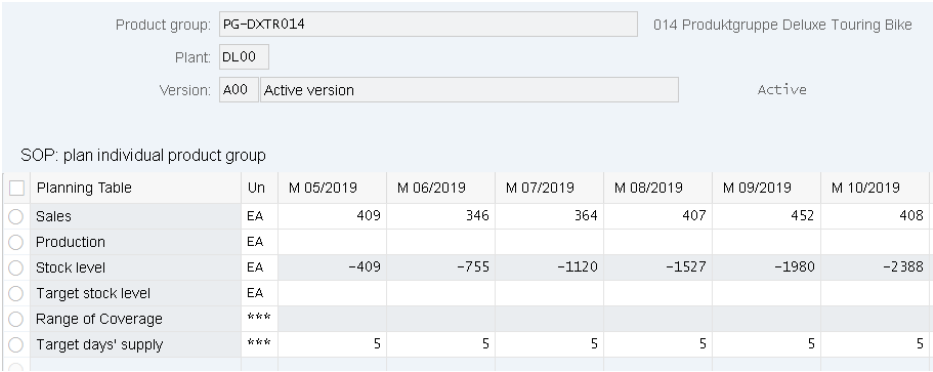 Product group: PG-DXTR014 014 Produktgruppe Deluxe Touring Bike
Plant: DL00
Version: A00 Active version Active
SOP: plan individual product group
Planning Table Un M 05/2019 M 06/2019 M 07/2019 M 08/2019 M 09/2019 M 10/2019
Sales EA 409 346 364 407 452 408
Production EA
Stock level EA -409 -755 -1120 -1527 -1980 -2388
Target stock level EA
Range of Coverage ***
Target days' supply *** 5 5 5 5 5 5